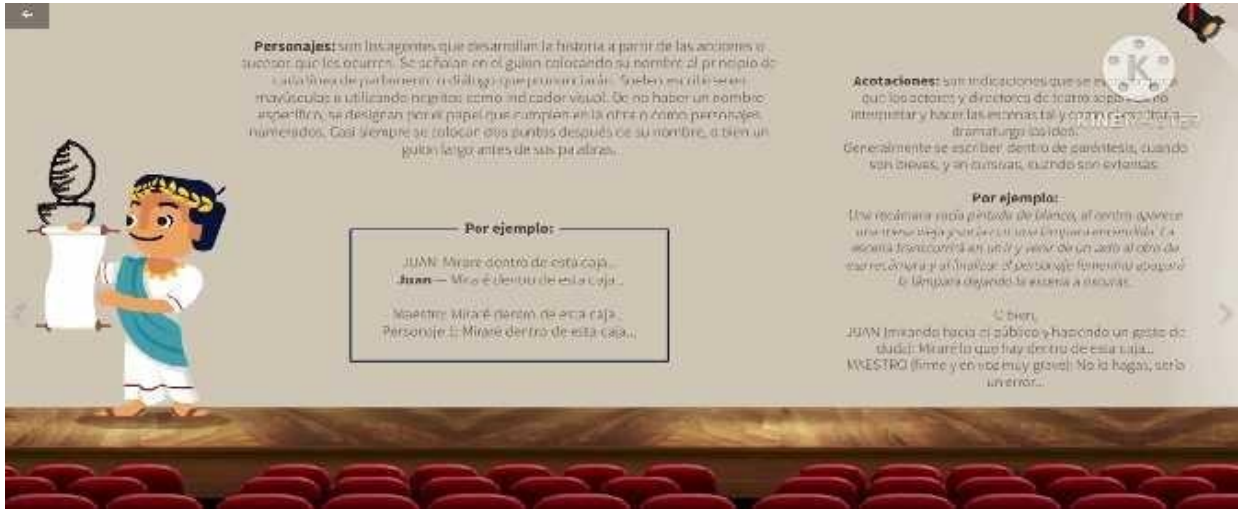 Personajes: son los agentes que desarrollan la historia a partir de las acciones o
sucesos que les ocurren. Se señalan en el guion colocando su nombre al principio de
cada línea de parlamento o diálogo que pronunciarán. Suelen escribirse en
mayúsculas o utilizando negritas como indicador visual. De no haber un nombre
específico, se designan por el papel que cumplen en la obra o como personajes
numerados. Casi siempre se colocan dos puntos después de su nombre, o bien un
guion largo antes de sus palabras.
Por ejemplo:
JUAN: Miraré dentro de esta caja...
Juan — Miraré dentro de esta caja...
Maestro: Miraré dentro de esta caja...
Personaje 1: Miraré dentro de esta caja...
Acotaciones: son indicaciones que se
que los actores y directores de teatro sepan
interpretar y hacer las escenas tal y
dramaturgo las ideó.
Generalmente se escriben dentro de paréntesis, cuando
son breves, y en cursivas, cuando son extensas.
Por ejemplo:
Una recámara vacía pintada de blanco, al centro aparece
una mesa vieja y sucia con una lámpara encendida. La
escena transcurrirá en un ir y venir de un lado al otro de
esa recámara y al finalizar el personaje femenino apagará
la lámpara dejando la escena a oscuras.
O bien,
JUAN (mirando hacia el público y haciendo un gesto de
duda): Miraré lo que hay dentro de esta caja...
MAESTRO (firme y en voz muy grave): No lo hagas, sería
un error...
K
KINEMASTER